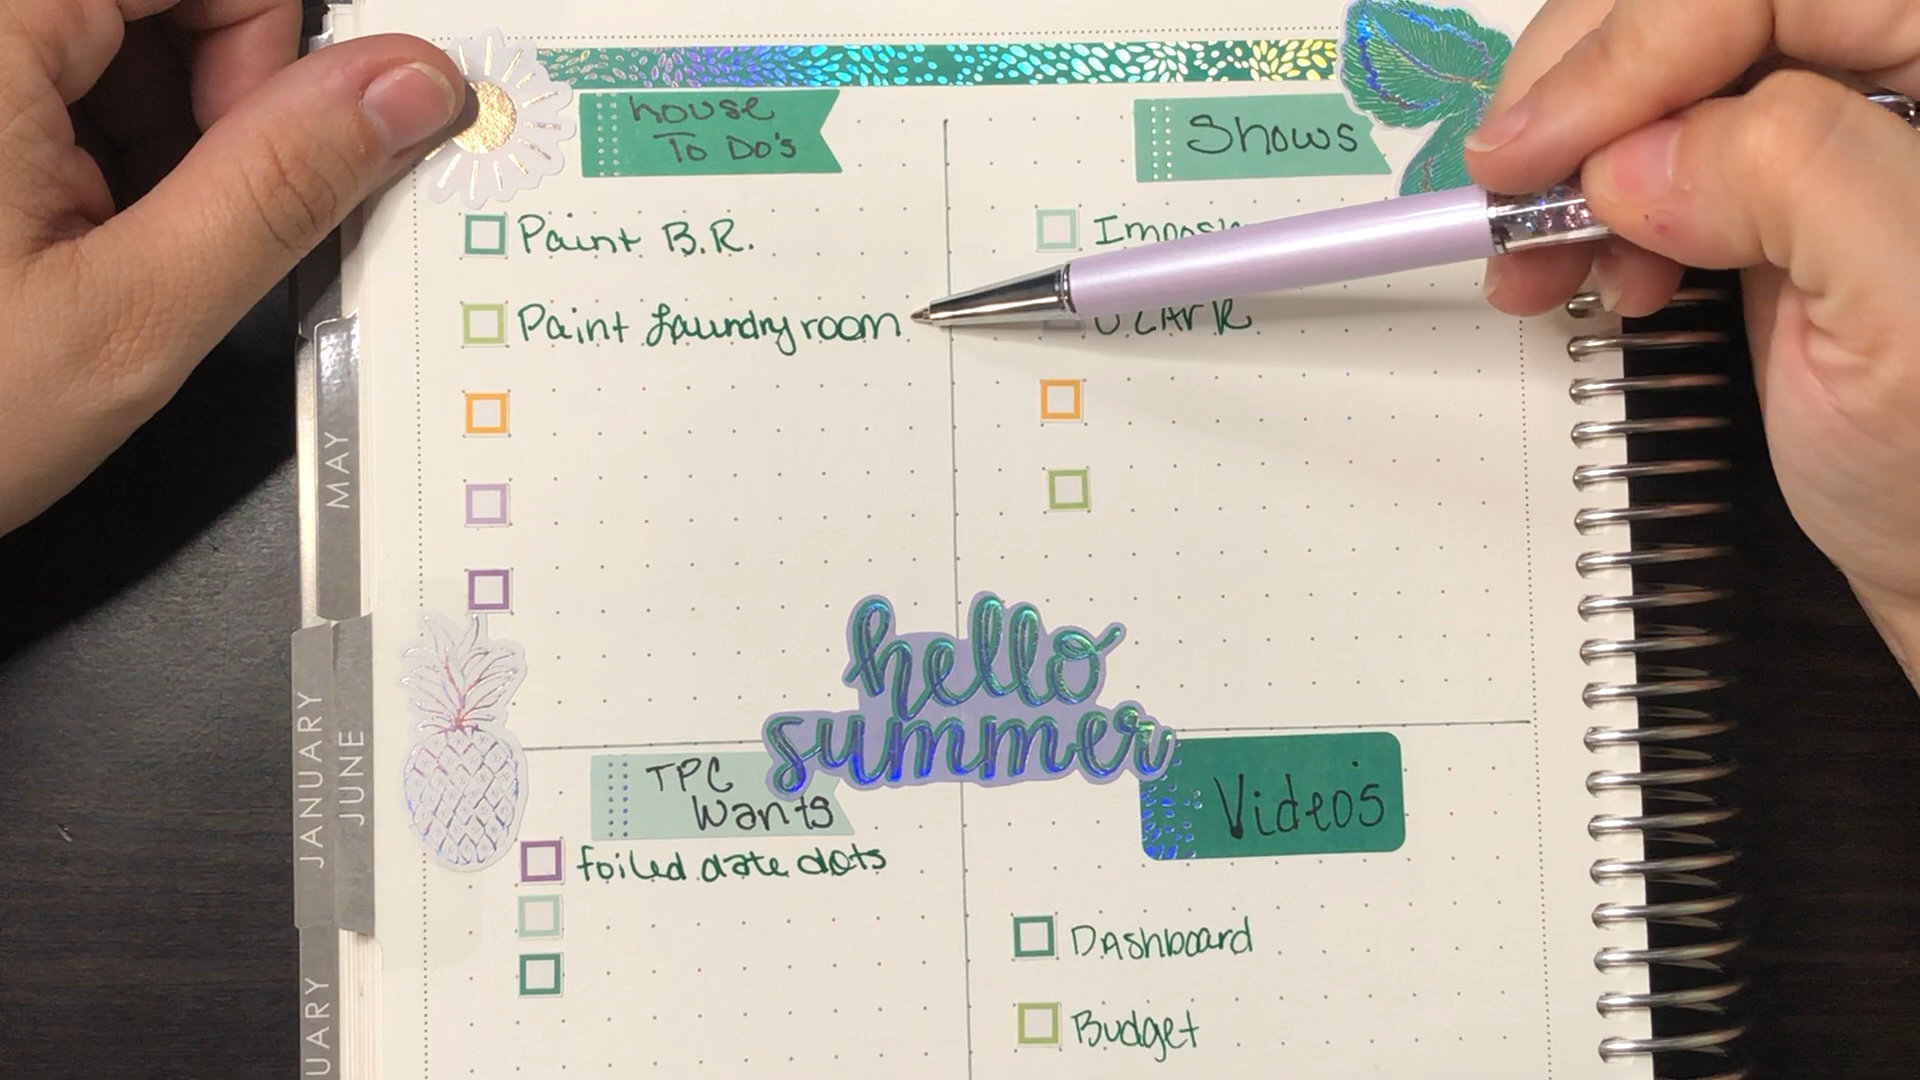 house
To Do's
Shows
Paint B.R.
Paint Laundry room
OZARK
hello
summer
TPC
Wants
Videos
foiled date dots
Dashboard
Budget
MAY
JANUARY
JUNE